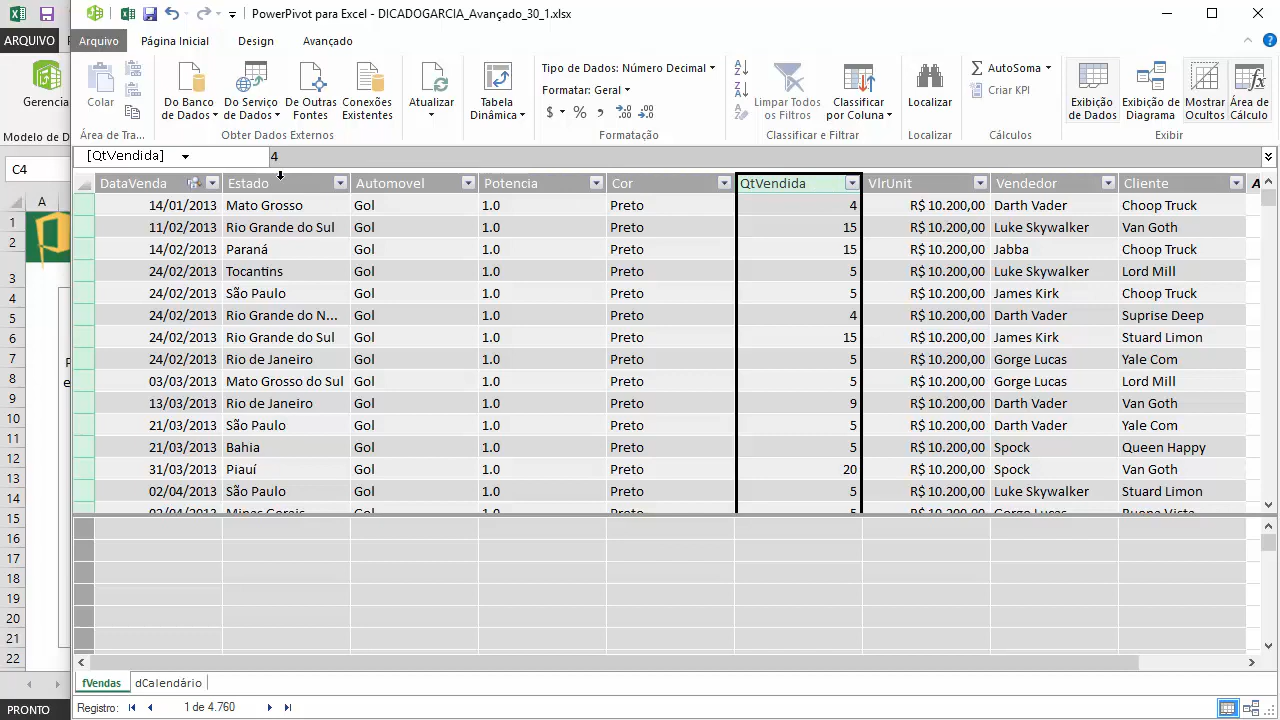 PowerPivot para Excel - DICADOGARCIA_Avançado_30_1.xlsx
ARQUIVO Arquivo Página Inicial Design Avançado
Gerencia
Modelo de D
Colar
Área de Tra...
Do Banco de Dados
Do Serviço de Dados
De Outras Fontes
Conexões Existentes
Obter Dados Externos
Atualizar
Tabela Dinâmica
Tipo de Dados: Número Decimal
Formatar: Geral
$ % ,
Formatação
Limpar Todos os Filtros
Classificar por Coluna
Classificar e Filtrar
Localizar
Localizar
AutoSoma
Criar KPI
Cálculos
Exibição de Dados
Exibição de Diagrama
Mostrar Ocultos
Área de Cálculo
Exibir
C4 [QtVendida] 4
DataVenda Estado Automovel Potencia Cor QtVendida VlrUnit Vendedor Cliente A
14/01/2013 Mato Grosso Gol 1.0 Preto 4 R$ 10.200,00 Darth Vader Choop Truck
11/02/2013 Rio Grande do Sul Gol 1.0 Preto 15 R$ 10.200,00 Luke Skywalker Van Goth
14/02/2013 Paraná Gol 1.0 Preto 15 R$ 10.200,00 Jabba Choop Truck
24/02/2013 Tocantins Gol 1.0 Preto 5 R$ 10.200,00 Luke Skywalker Lord Mill
24/02/2013 São Paulo Gol 1.0 Preto 5 R$ 10.200,00 James Kirk Choop Truck
24/02/2013 Rio Grande do N... Gol 1.0 Preto 4 R$ 10.200,00 Darth Vader Suprise Deep
24/02/2013 Rio Grande do Sul Gol 1.0 Preto 15 R$ 10.200,00 James Kirk Stuard Limon
24/02/2013 Rio de Janeiro Gol 1.0 Preto 5 R$ 10.200,00 Gorge Lucas Yale Com
03/03/2013 Mato Grosso do Sul Gol 1.0 Preto 5 R$ 10.200,00 Gorge Lucas Lord Mill
13/03/2013 Rio de Janeiro Gol 1.0 Preto 9 R$ 10.200,00 Darth Vader Van Goth
21/03/2013 São Paulo Gol 1.0 Preto 5 R$ 10.200,00 Darth Vader Yale Com
21/03/2013 Bahia Gol 1.0 Preto 5 R$ 10.200,00 Spock Queen Happy
31/03/2013 Piauí Gol 1.0 Preto 20 R$ 10.200,00 Spock Van Goth
02/04/2013 São Paulo Gol 1.0 Preto 5 R$ 10.200,00 Luke Skywalker Stuard Limon
A
1
2
3
4
5
6
7
8
9
10
11
12
13
14
15
16
17
18
19
20
21
22
fVendas dCalendário
PRONTO Registro: 1 de 4.760